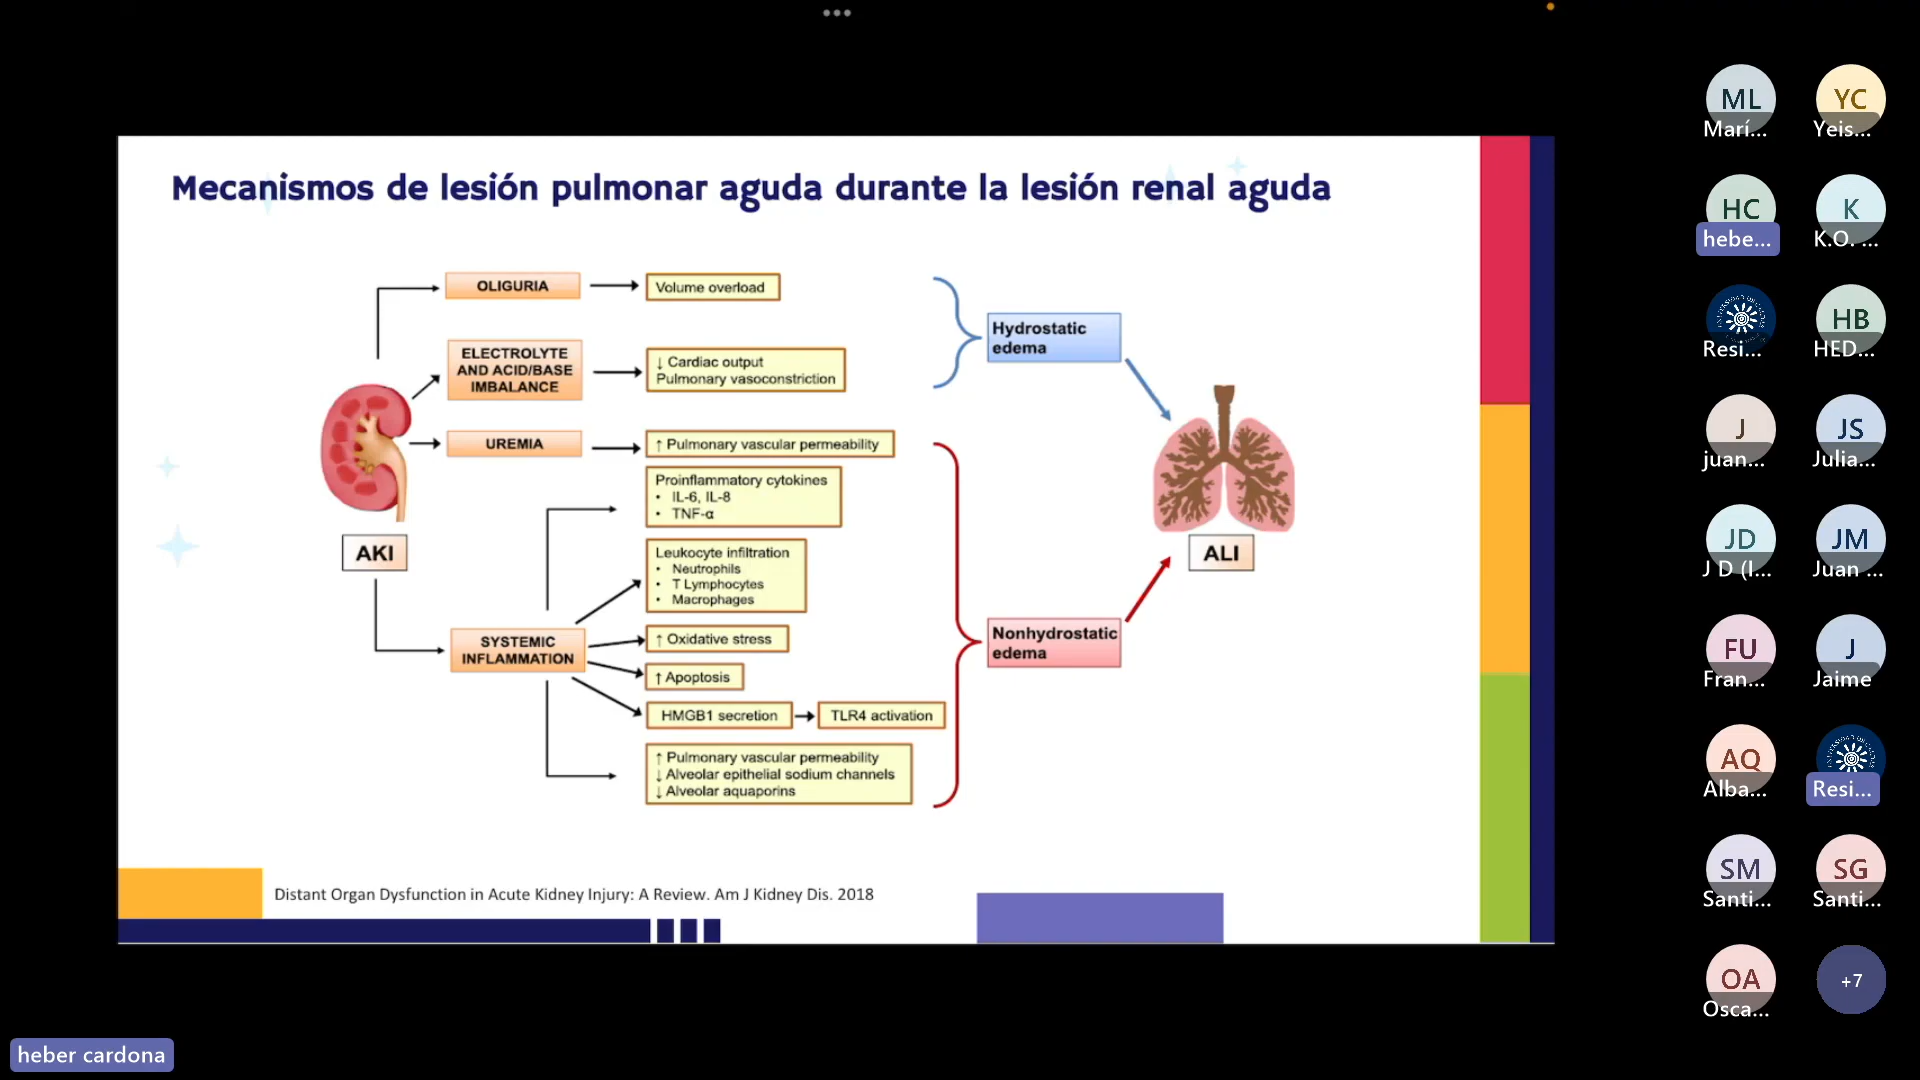 Mecanismos de lesión pulmonar aguda durante la lesión renal aguda
OLIGURIA
Volume overload
ELECTROLYTE
AND ACID/BASE
IMBALANCE
↓ Cardiac output
Pulmonary vasoconstriction
Hydrostatic
edema
UREMIA
↑ Pulmonary vascular permeability
Proinflammatory cytokines
• IL-6, IL-8
• TNF-α
AKI
Leukocyte infiltration
• Neutrophils
• T Lymphocytes
• Macrophages
ALI
SYSTEMIC
INFLAMMATION
↑ Oxidative stress
↑ Apoptosis
HMGB1 secretion
TLR4 activation
Nonhydrostatic
edema
↑ Pulmonary vascular permeability
↓ Alveolar epithelial sodium channels
↓ Alveolar aquaporins
Distant Organ Dysfunction in Acute Kidney Injury: A Review. Am J Kidney Dis. 2018
ML
Marí...
YC
Yeis...
HC
hebe...
K
K.O. ...
Resi...
HB
HED...
J
juan...
JS
Julia...
JD
J D (I...
JM
Juan ...
FU
Fran...
J
Jaime
AQ
Alba...
Resi...
SM
Santi...
SG
Santi...
OA
Osca...
+7
heber cardona